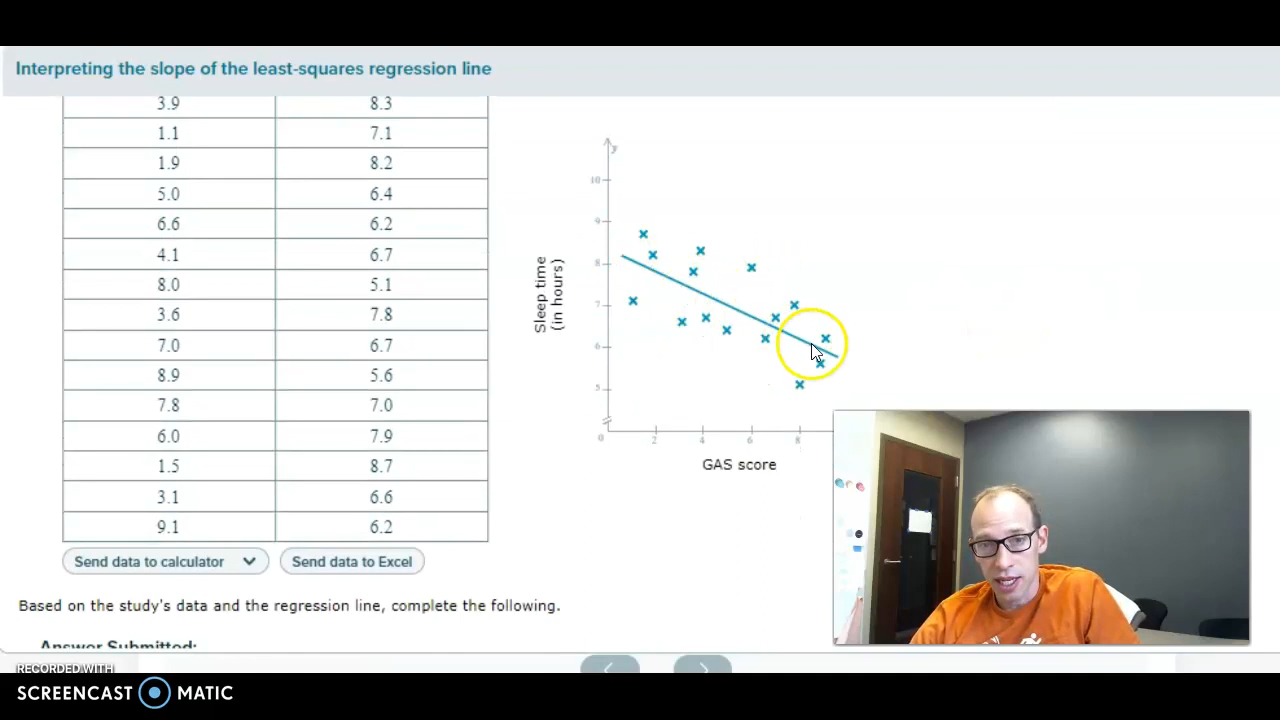 Interpreting the slope of the least-squares regression line
3.9 8.3
1.1 7.1
1.9 8.2
5.0 6.4
6.6 6.2
4.1 6.7
8.0 5.1
3.6 7.8
7.0 6.7
8.9 5.6
7.8 7.0
6.0 7.9
1.5 8.7
3.1 6.6
9.1 6.2
Send data to calculator
Send data to Excel
y
10
9
8
7
6
5
0 2 4 6 8
Sleep time
(in hours)
GAS score
Based on the study's data and the regression line, complete the following.
Answer Submitted:
RECORDED WITH
SCREENCAST MATIC